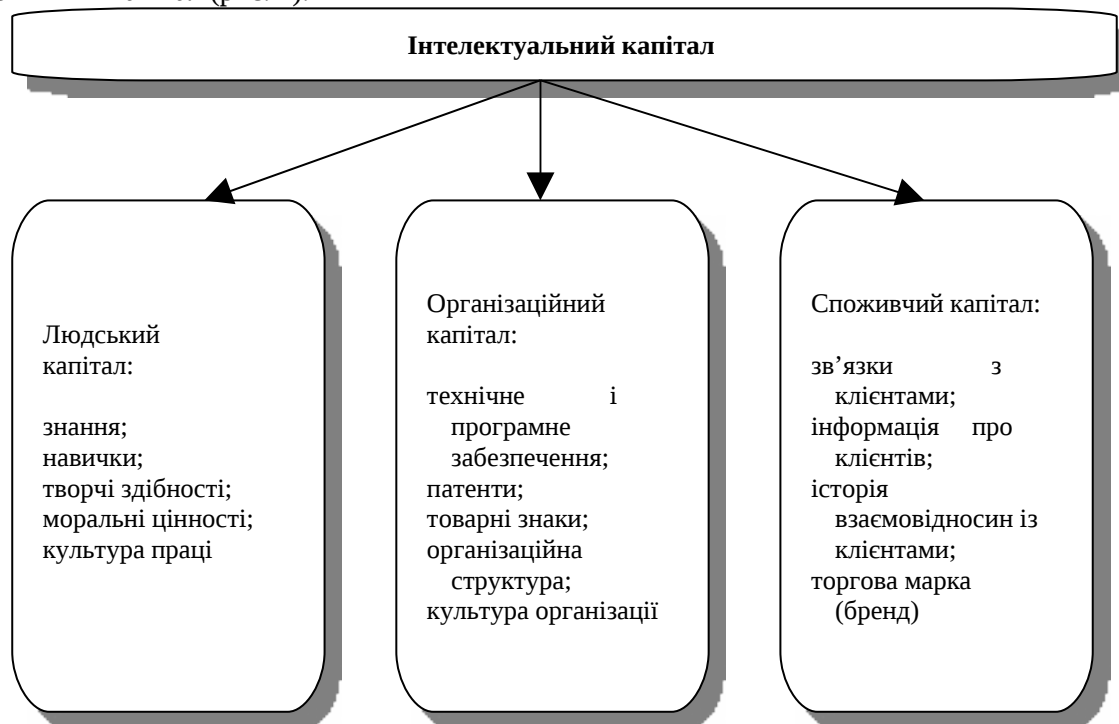 Інтелектуальний капітал
Людський
капітал:
знання;
навички;
творчі здібності;
моральні цінності;
культура праці
Організаційний
капітал:
технічне і
програмне
забезпечення;
патенти;
товарні знаки;
організаційна
структура;
культура організації
Споживчий капітал:
зв’язки з
клієнтами;
інформація про
клієнтів;
історія
взаємовідносин із
клієнтами;
торгова марка
(бренд)